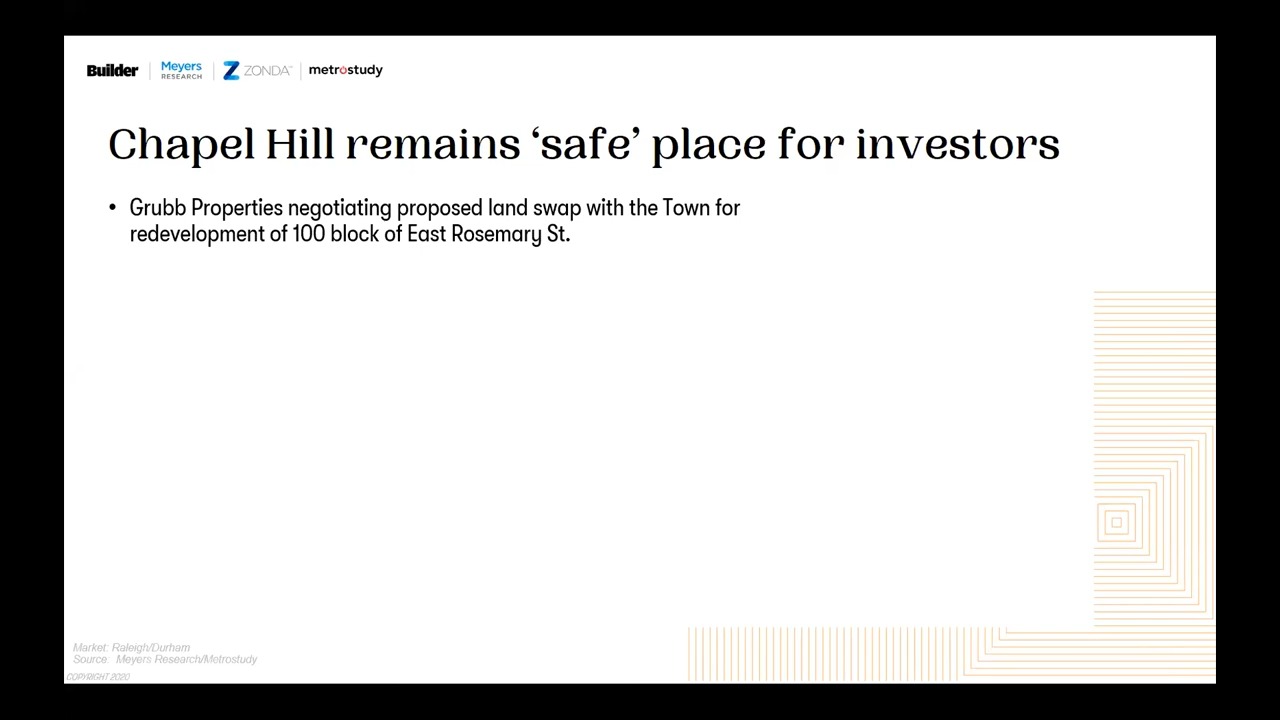 Builder | Meyers RESEARCH | ZONDA™ | metrostudy
Chapel Hill remains ‘safe’ place for investors
• Grubb Properties negotiating proposed land swap with the Town for
redevelopment of 100 block of East Rosemary St.
Market: Raleigh/Durham
Source: Meyers Research/Metrostudy
COPYRIGHT 2020